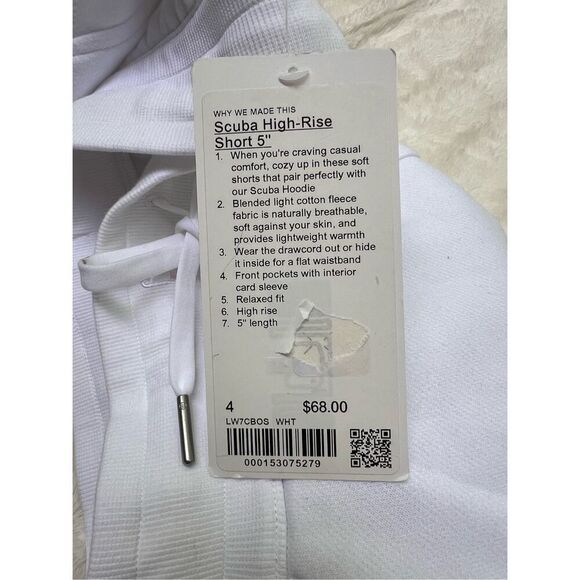 WHY WE MADE THIS
Scuba High-Rise
Short 5"
1. When you're craving casual
comfort, cozy up in these soft
shorts that pair perfectly with
our Scuba Hoodie
2. Blended light cotton fleece
fabric is naturally breathable,
soft against your skin, and
provides lightweight warmth
3. Wear the drawcord out or hide
it inside for a flat waistband
4. Front pockets with interior
card sleeve
5. Relaxed fit
6. High rise
7. 5" length
4 $68.00
LW7CBOS WHT
000153075279